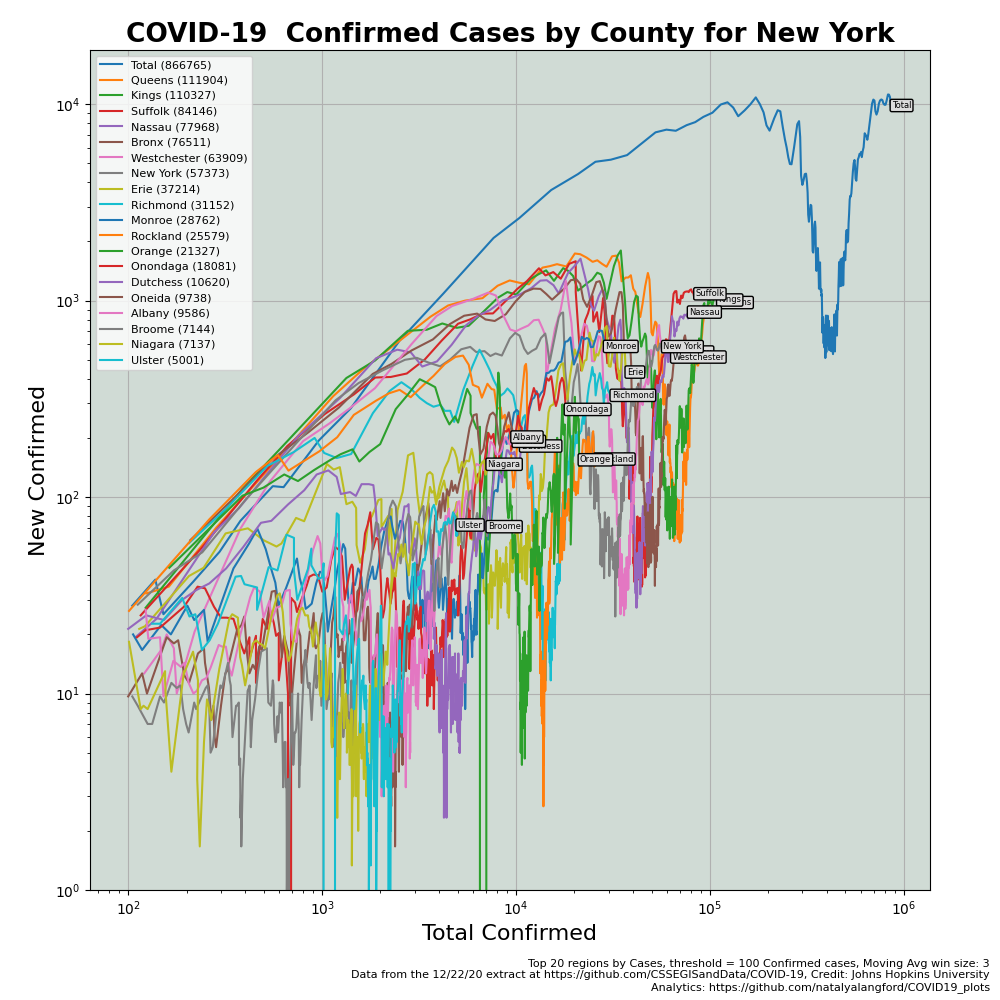 COVID-19  Confirmed Cases by County for New York
Total (866765)
Queens (111904)
Kings (110327)
Suffolk (84146)
Nassau (77968)
Bronx (76511)
Westchester (63909)
New York (57373)
Erie (37214)
Richmond (31152)
Monroe (28762)
Rockland (25579)
Orange (21327)
Onondaga (18081)
Dutchess (10620)
Oneida (9738)
Albany (9586)
Broome (7144)
Niagara (7137)
Ulster (5001)
Total
Suffolk
Nassau
New York
Westchester
Monroe
Erie
Richmond
Onondaga
Albany
Orange
Niagara
Ulster
Broome
New Confirmed
10⁴
10³
10²
10¹
10⁰
10² 10³ 10⁴ 10⁵ 10⁶
Total Confirmed
Top 20 regions by Cases, threshold = 100 Confirmed cases, Moving Avg win size: 3
Data from the 12/22/20 extract at https://github.com/CSSEGISandData/COVID-19, Credit: Johns Hopkins University
Analytics: https://github.com/natalyalangford/COVID19_plots